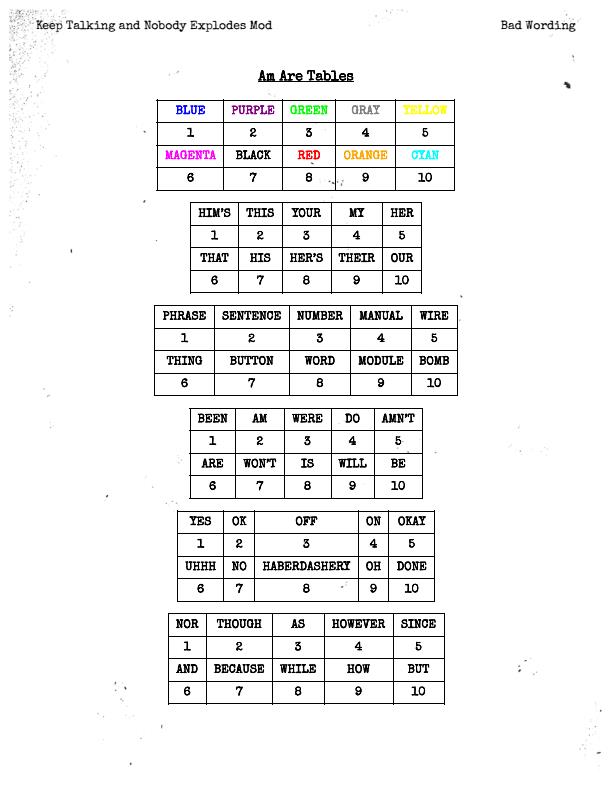 Keep Talking and Nobody Explodes Mod Bad Wording
Am Are Tables
BLUE PURPLE GREEN GRAY YELLOW
1 2 3 4 5
MAGENTA BLACK RED ORANGE CYAN
6 7 8 9 10
HIM'S THIS YOUR MY HER
1 2 3 4 5
THAT HIS HER'S THEIR OUR
6 7 8 9 10
PHRASE SENTENCE NUMBER MANUAL WIRE
1 2 3 4 5
THING BUTTON WORD MODULE BOMB
6 7 8 9 10
BEEN AM WERE DO AMN'T
1 2 3 4 5
ARE WON'T IS WILL BE
6 7 8 9 10
YES OK OFF ON OKAY
1 2 3 4 5
UHHH NO HABERDASHERY OH DONE
6 7 8 9 10
NOR THOUGH AS HOWEVER SINCE
1 2 3 4 5
AND BECAUSE WHILE HOW BUT
6 7 8 9 10